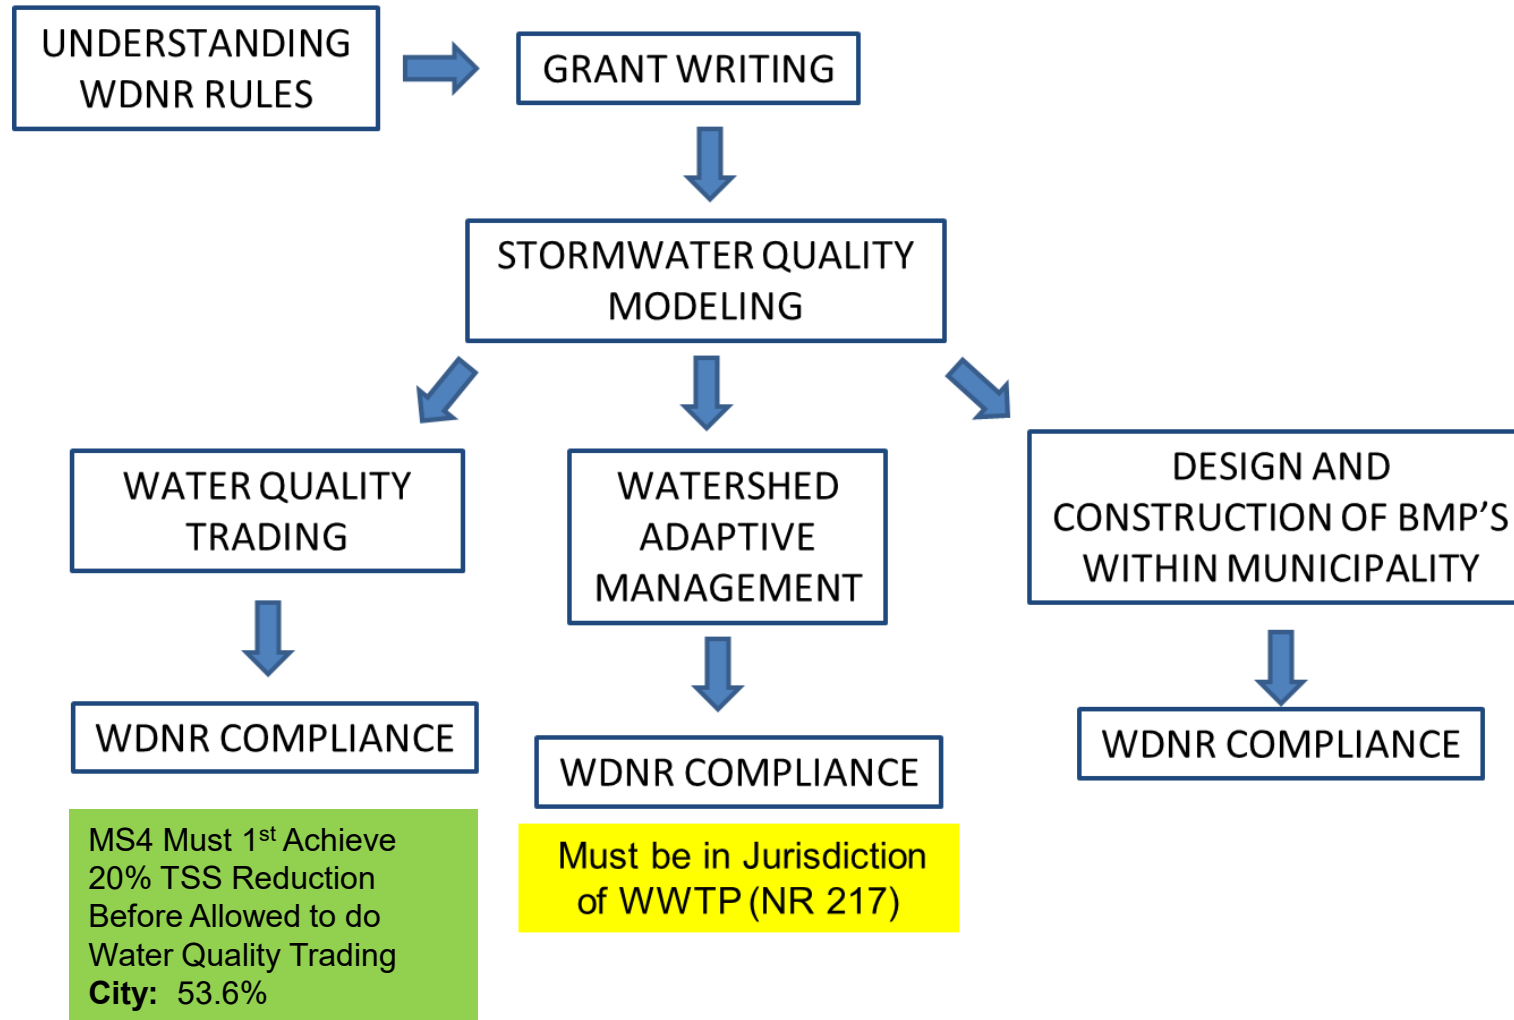 UNDERSTANDING
WDNR RULES
GRANT WRITING
STORMWATER QUALITY
MODELING
WATER QUALITY
TRADING
WATERSHED
ADAPTIVE
MANAGEMENT
DESIGN AND
CONSTRUCTION OF BMP’S
WITHIN MUNICIPALITY
WDNR COMPLIANCE
WDNR COMPLIANCE
WDNR COMPLIANCE
MS4 Must 1st Achieve
20% TSS Reduction
Before Allowed to do
Water Quality Trading
City: 53.6%
Must be in Jurisdiction
of WWTP (NR 217)